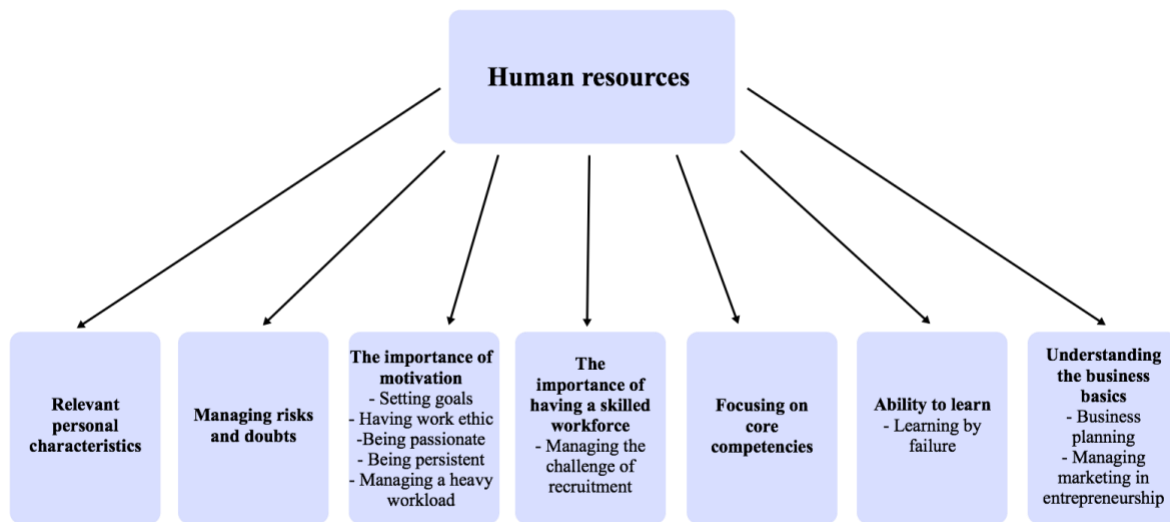 Human resources
Relevant
personal
characteristics
Managing risks
and doubts
The importance of
motivation
- Setting goals
- Having work ethic
-Being passionate
- Being persistent
- Managing a heavy
workload
The
importance of
having a skilled
workforce
- Managing the
challenge of
recruitment
Focusing on
core
competencies
Ability to learn
- Learning by
failure
Understanding
the business
basics
- Business
planning
- Managing
marketing in
entrepreneurship